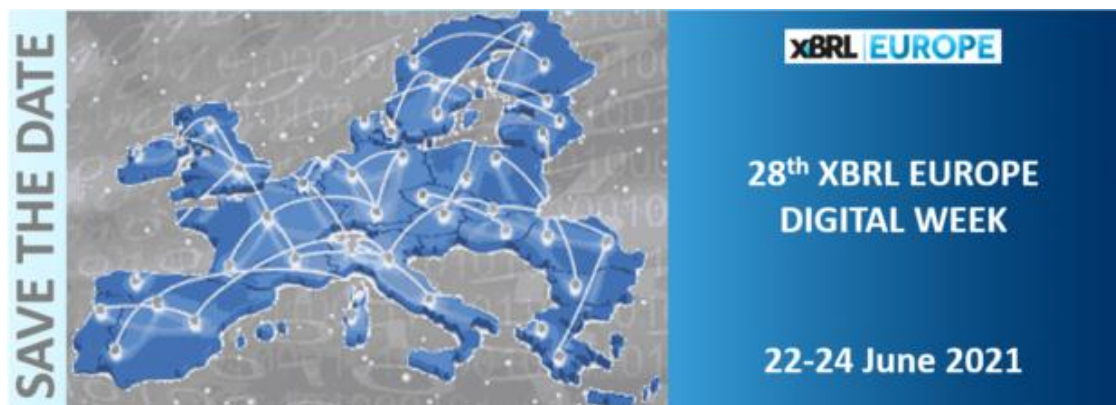 SAVE THE DATE
XBRL EUROPE
28th XBRL EUROPE
DIGITAL WEEK
22-24 June 2021